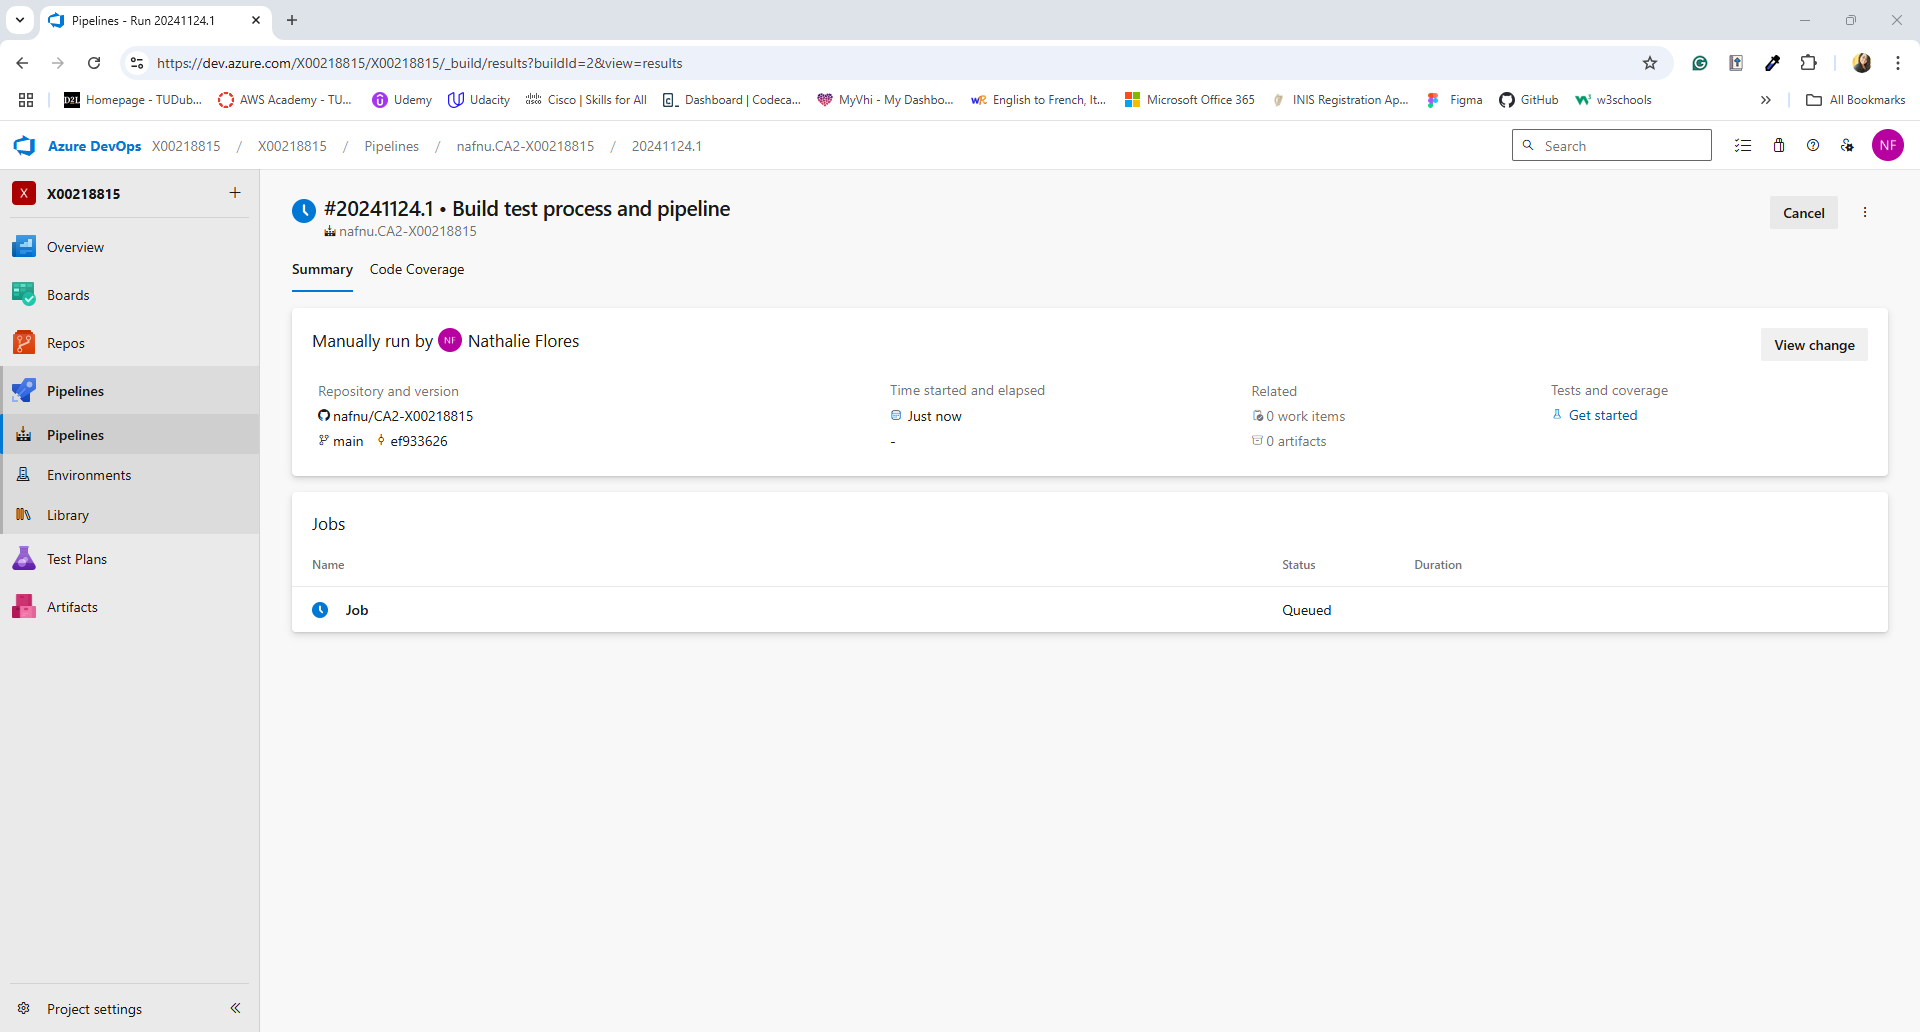 Pipelines - Run 20241124.1
https://dev.azure.com/X00218815/X00218815/_build/results?buildId=2&view=results
D2L Homepage - TUDub... AWS Academy - TU... Udemy Udacity Cisco | Skills for All Dashboard | Codeca... MyVhi - My Dashbo... WR English to French, It... Microsoft Office 365 INIS Registration Ap... Figma GitHub w3schools All Bookmarks
Azure DevOps X00218815 / X00218815 / Pipelines / nafnu.CA2-X00218815 / 20241124.1 Search NF
X X00218815
Overview
Boards
Repos
Pipelines
Pipelines
Environments
Library
Test Plans
Artifacts
Project settings
#20241124.1 • Build test process and pipeline
nafnu.CA2-X00218815
Cancel
Summary Code Coverage
Manually run by NF Nathalie Flores
View change
Repository and version
nafnu/CA2-X00218815
main ef933626
Time started and elapsed
Just now
-
Related
0 work items
0 artifacts
Tests and coverage
Get started
Jobs
Name Status Duration
Job Queued